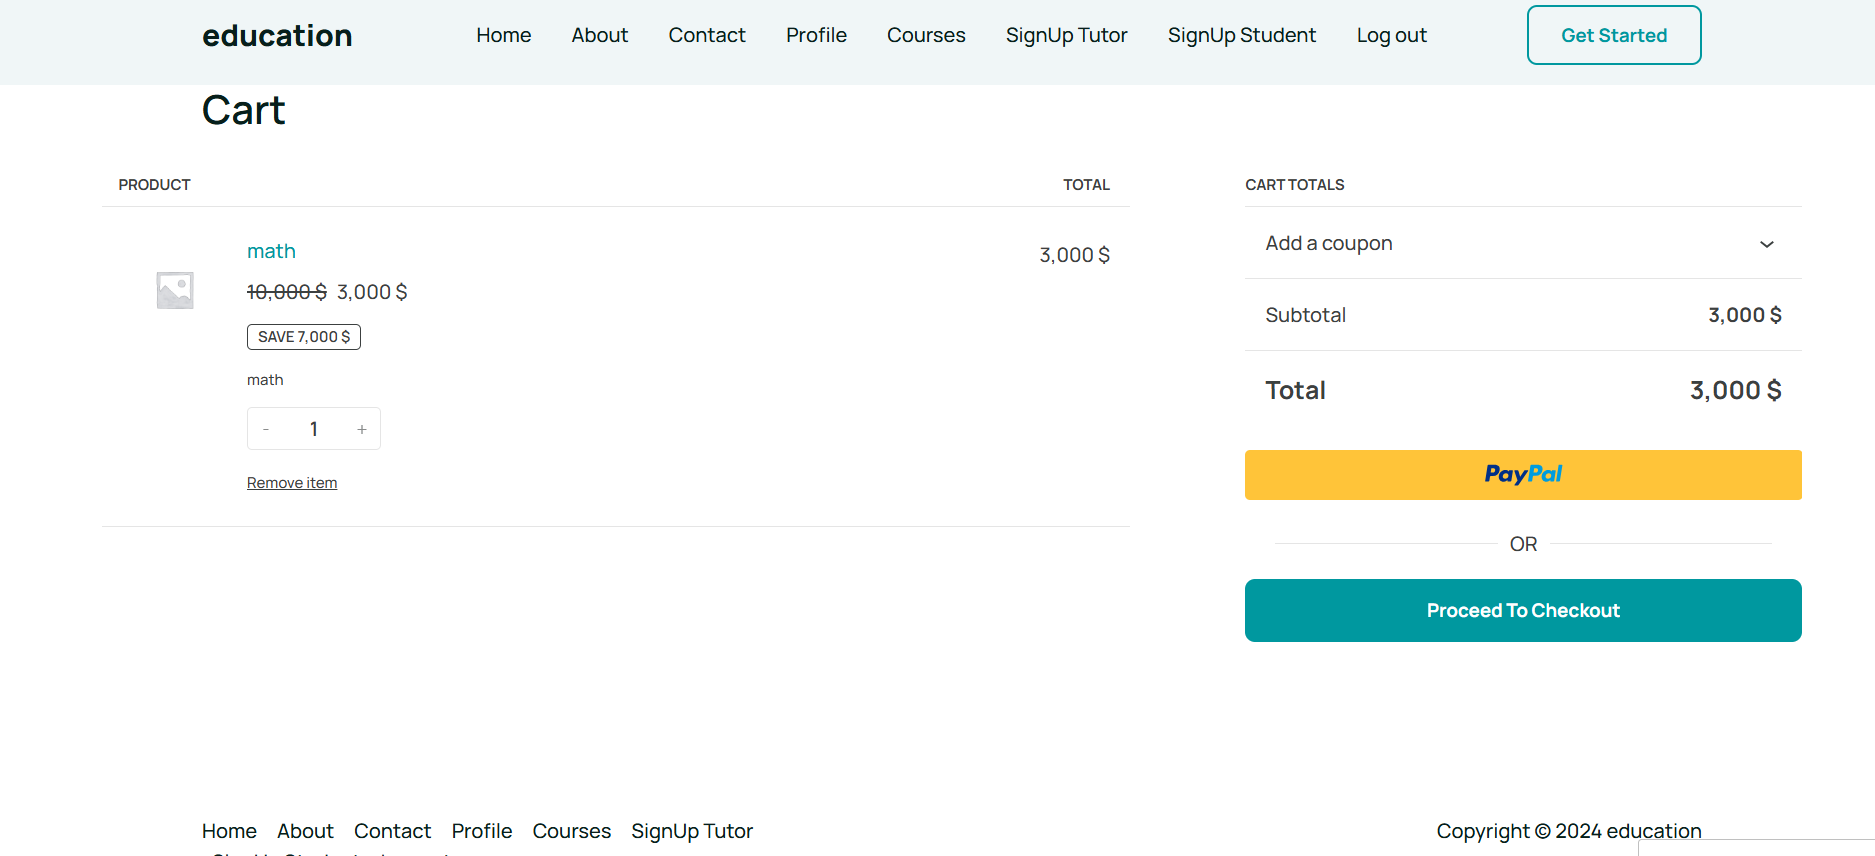 education
Home About Contact Profile Courses SignUp Tutor SignUp Student Log out
Get Started
Cart
PRODUCT TOTAL
math
3,000 $
10,000 $ 3,000 $
SAVE 7,000 $
math
- 1 +
Remove item
CART TOTALS
Add a coupon
Subtotal 3,000 $
Total 3,000 $
PayPal
OR
Proceed To Checkout
Home About Contact Profile Courses SignUp Tutor
Copyright © 2024 education